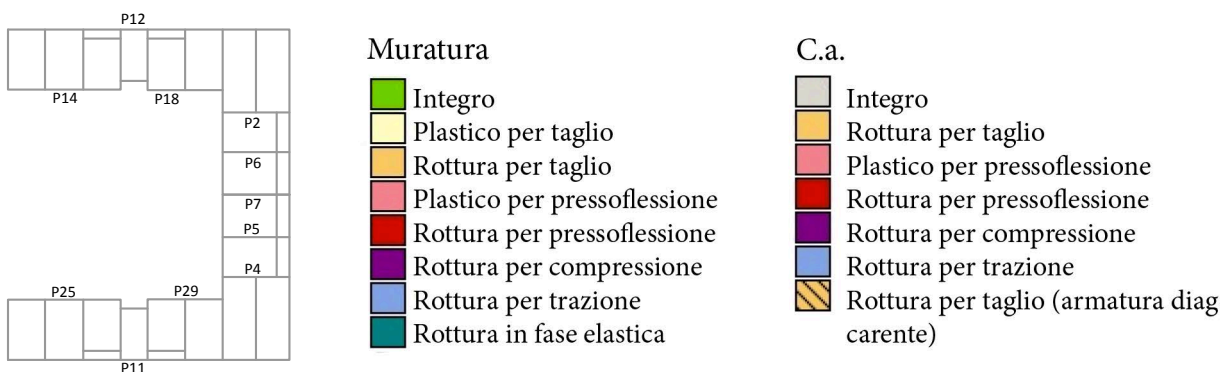 P12
P14
P18
P2
P6
P7
P5
P4
P25
P29
P11
Muratura
Integro
Plastico per taglio
Rottura per taglio
Plastico per pressoflessione
Rottura per pressoflessione
Rottura per compressione
Rottura per trazione
Rottura in fase elastica
C.a.
Integro
Rottura per taglio
Plastico per pressoflessione
Rottura per pressoflessione
Rottura per compressione
Rottura per trazione
Rottura per taglio (armatura diag
carente)